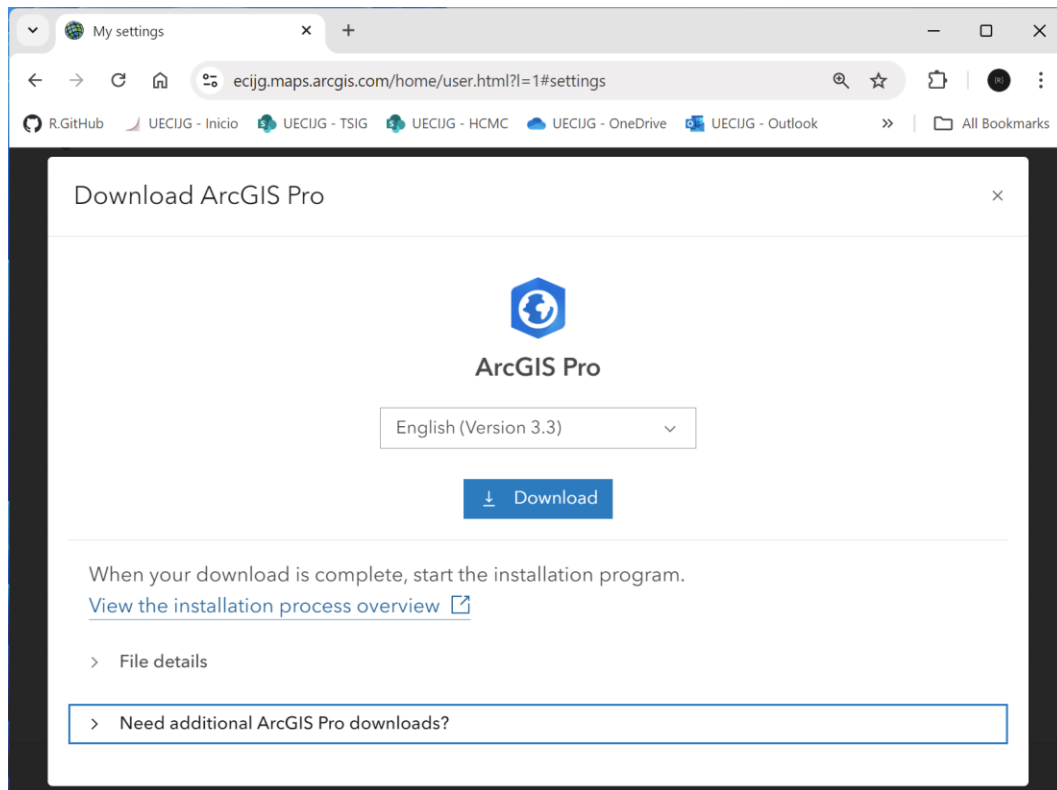 My settings
ecijg.maps.arcgis.com/home/user.html?l=1#settings
R.GitHub UECIJG - Inicio UECIJG - TSIG UECIJG - HCMC UECIJG - OneDrive UECIJG - Outlook » All Bookmarks
Download ArcGIS Pro
ArcGIS Pro
English (Version 3.3)
Download
When your download is complete, start the installation program.
View the installation process overview
File details
Need additional ArcGIS Pro downloads?